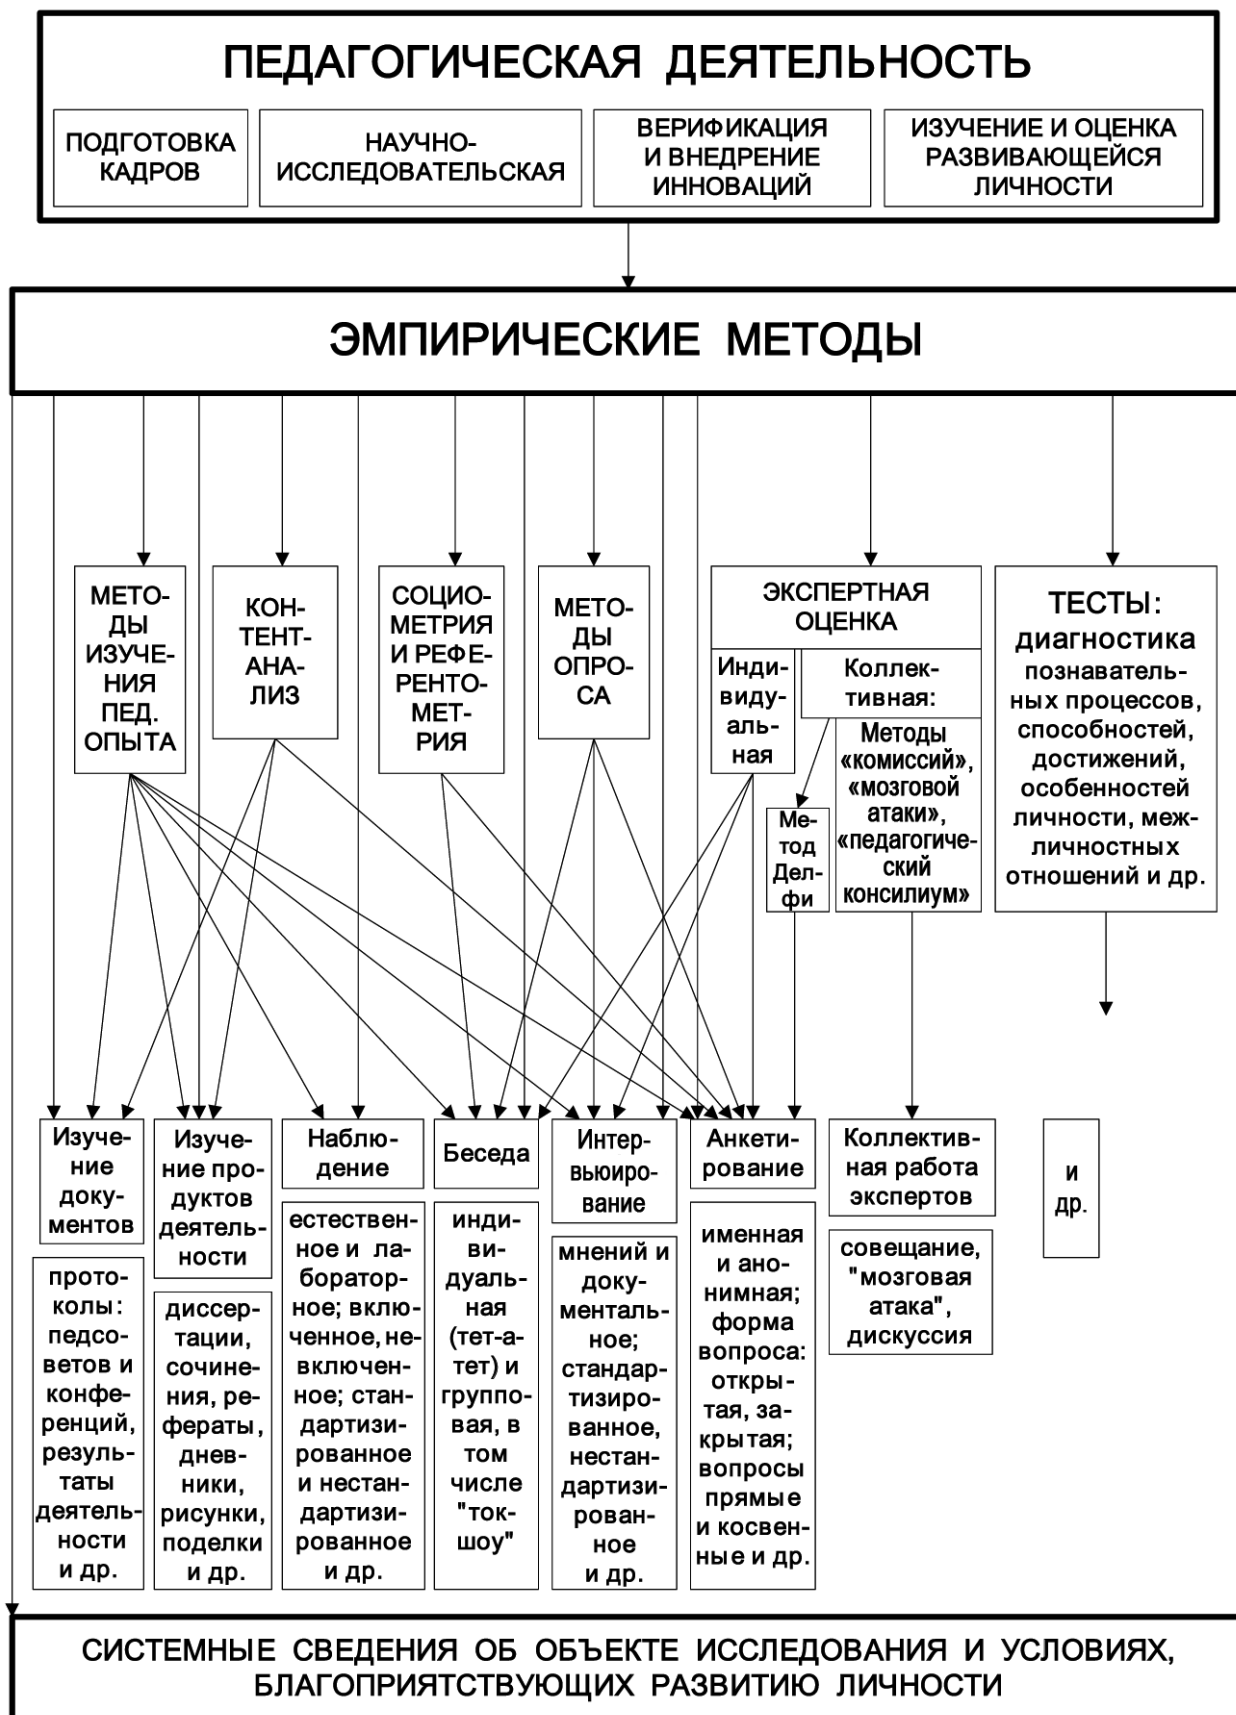 ПЕДАГОГИЧЕСКАЯ ДЕЯТЕЛЬНОСТЬ
ПОДГОТОВКА
КАДРОВ
НАУЧНО-
ИССЛЕДОВАТЕЛЬСКАЯ
ВЕРИФИКАЦИЯ
И ВНЕДРЕНИЕ
ИННОВАЦИЙ
ИЗУЧЕНИЕ И ОЦЕНКА
РАЗВИВАЮЩЕЙСЯ
ЛИЧНОСТИ
ЭМПИРИЧЕСКИЕ МЕТОДЫ
МЕТО-
ДЫ
ИЗУЧЕ-
НИЯ
ПЕД.
ОПЫТА
КОН-
ТЕНТ-
АНА-
ЛИЗ
СОЦИО-
МЕТРИЯ
И РЕФЕ-
РЕНТО-
МЕТ-
РИЯ
МЕТО-
ДЫ
ОПРО-
СА
ЭКСПЕРТНАЯ
ОЦЕНКА
Инди-
виду-
аль-
ная
Коллек-
тивная:
Ме-
тод
Дел-
фи
Методы
«комиссий»,
«мозговой
атаки»,
«педагогиче-
ский
консилиум»
ТЕСТЫ:
диагностика
познаватель-
ных процессов,
способностей,
достижений,
особенностей
личности, меж-
личностных
отношений и др.
Изуче-
ние
доку-
ментов
прото-
колы:
педсо-
ветов и
конфе-
ренций,
резуль-
таты
деятель-
ности
и др.
Изуче-
ние про-
дуктов
деятель-
ности
диссер-
тации,
сочине-
ния, ре-
фераты,
днев-
ники,
рисунки,
поделки
и др.
Наблю-
дение
естествен-
ное и ла-
боратор-
ное; вклю-
ченное, не-
включен-
ное; стан-
дартизи-
рованное
и нестан-
дартизи-
рованное
и др.
Беседа
инди-
ви-
дуаль-
ная
(тет-а-
тет) и
группо-
вая, в
том
числе
"ток-
шоу"
Интер-
вьюиро-
вание
мнений и
доку-
менталь-
ное;
стандар-
тизиро-
ванное,
нестан-
дартизи-
рован-
ное
и др.
Анкети-
рование
именная
и ано-
нимная;
форма
вопроса:
откры-
тая, за-
крытая;
вопросы
прямые
и косвен-
ные и др.
Коллектив-
ная работа
экспертов
совещание,
"мозговая
атака",
дискуссия
и
др.
СИСТЕМНЫЕ СВЕДЕНИЯ ОБ ОБЪЕКТЕ ИССЛЕДОВАНИЯ И УСЛОВИЯХ,
БЛАГОПРИЯТСТВУЮЩИХ РАЗВИТИЮ ЛИЧНОСТИ